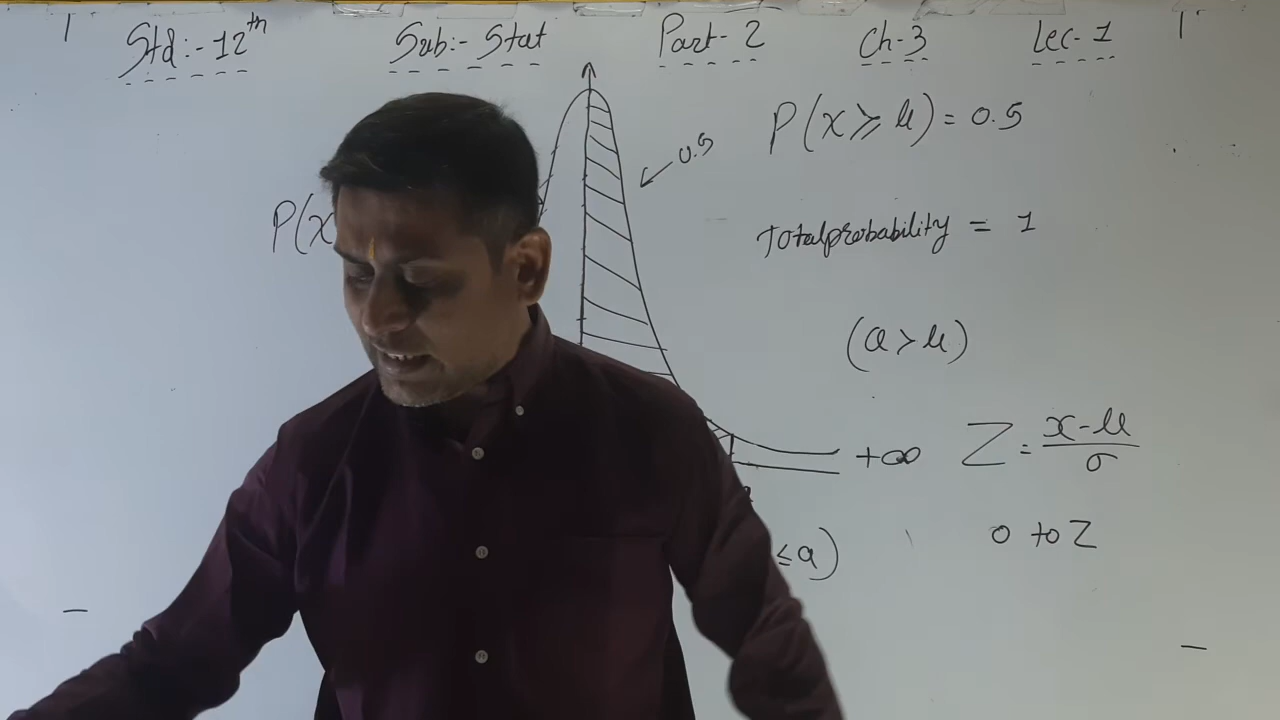 Std:- 12th Sub:- Stat Part- 2 Ch-3 Lec-1
P(x ≥ μ) = 0.5
0.5
P(x
Total probability = 1
(a > μ)
+∞
Z = x-μ/σ
≤ a)
0 to Z